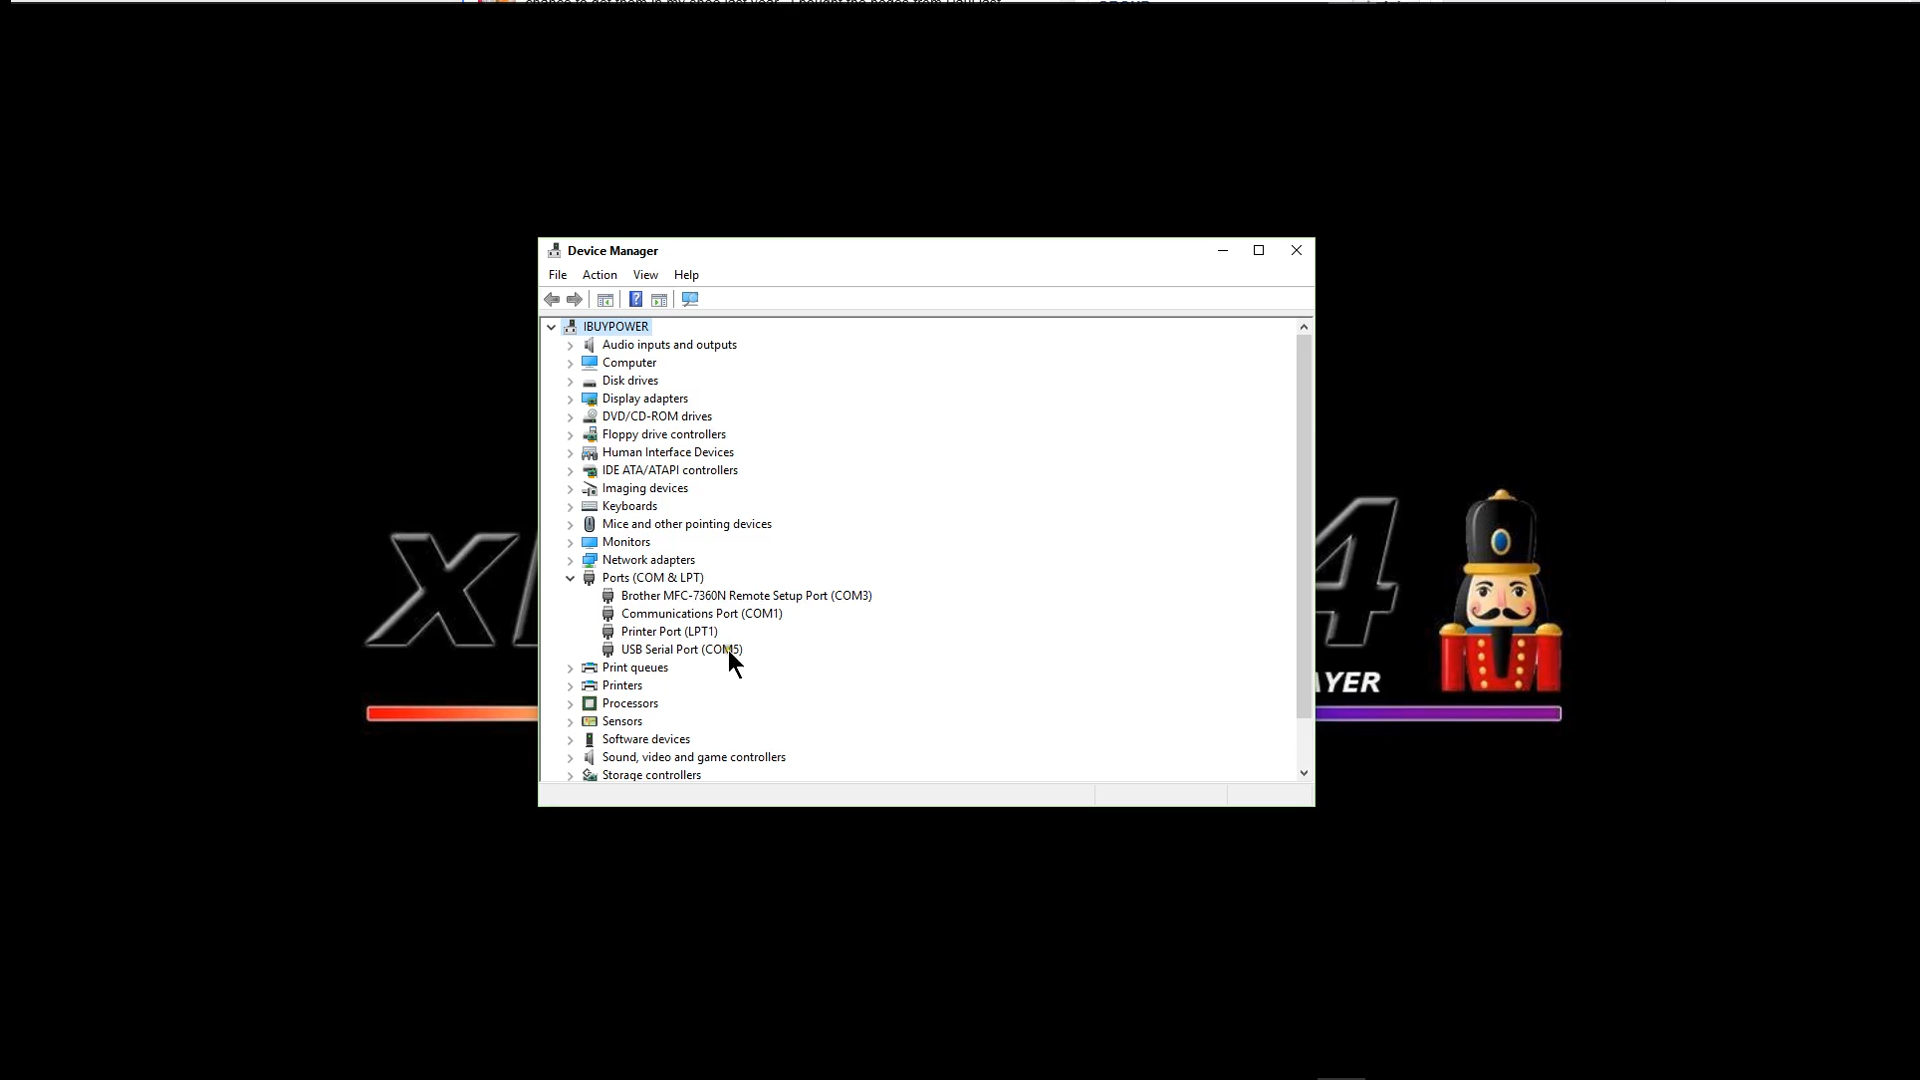 Device Manager
File Action View Help
IBUYPOWER
Audio inputs and outputs
Computer
Disk drives
Display adapters
DVD/CD-ROM drives
Floppy drive controllers
Human Interface Devices
IDE ATA/ATAPI controllers
Imaging devices
Keyboards
Mice and other pointing devices
Monitors
Network adapters
Ports (COM & LPT)
Brother MFC-7360N Remote Setup Port (COM3)
Communications Port (COM1)
Printer Port (LPT1)
USB Serial Port (COM5)
Print queues
Printers
Processors
Sensors
Software devices
Sound, video and game controllers
Storage controllers
4
AYER